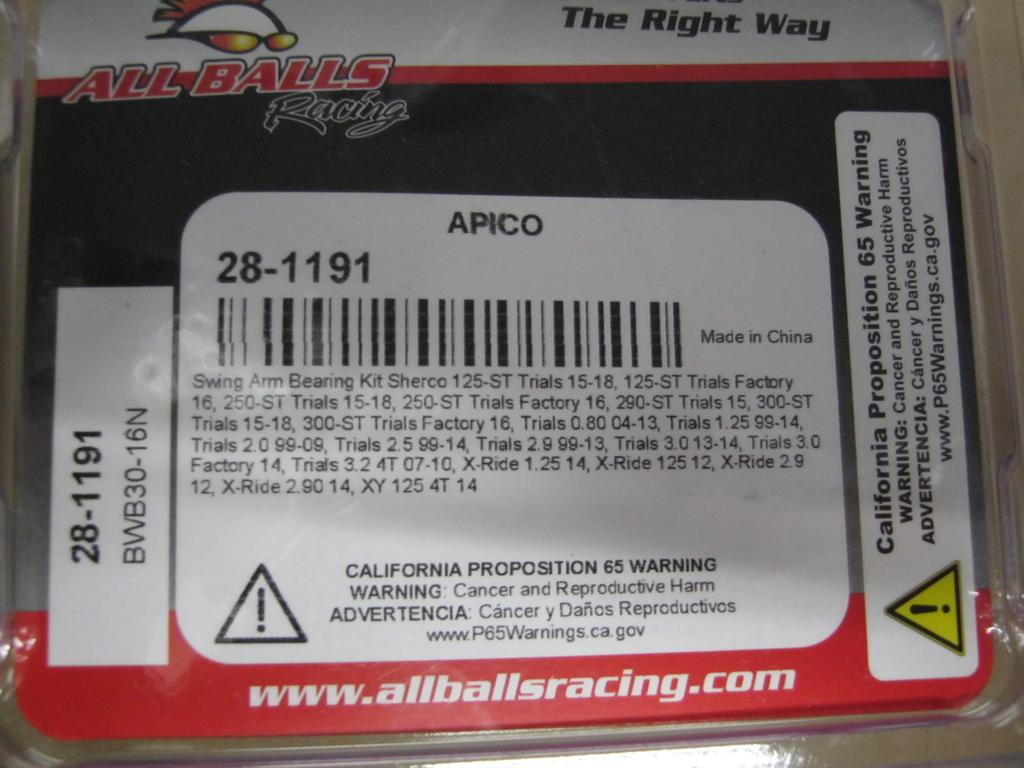 The Right Way
ALL BALLS
Racing
APICO
28-1191
Made in China
Swing Arm Bearing Kit Sherco 125-ST Trials 15-18, 125-ST Trials Factory
16, 250-ST Trials 15-18, 250-ST Trials Factory 16, 290-ST Trials 15, 300-ST
Trials 15-18, 300-ST Trials Factory 16, Trials 0.80 04-13, Trials 1.25 99-14,
Trials 2.0 99-09, Trials 2.5 99-14, Trials 2.9 99-13, Trials 3.0 13-14, Trials 3.0
Factory 14, Trials 3.2 4T 07-10, X-Ride 1.25 14, X-Ride 125 12, X-Ride 2.9
12, X-Ride 2.90 14, XY 125 4T 14
CALIFORNIA PROPOSITION 65 WARNING
WARNING: Cancer and Reproductive Harm
ADVERTENCIA: Cáncer y Daños Reproductivos
www.P65Warnings.ca.gov
28-1191
BWB30-16N
California Proposition 65 Warning
WARNING: Cancer and Reproductive Harm
ADVERTENCIA: Cáncer y Daños Reproductivos
www.P65Warnings.ca.gov
www.allballsracing.com